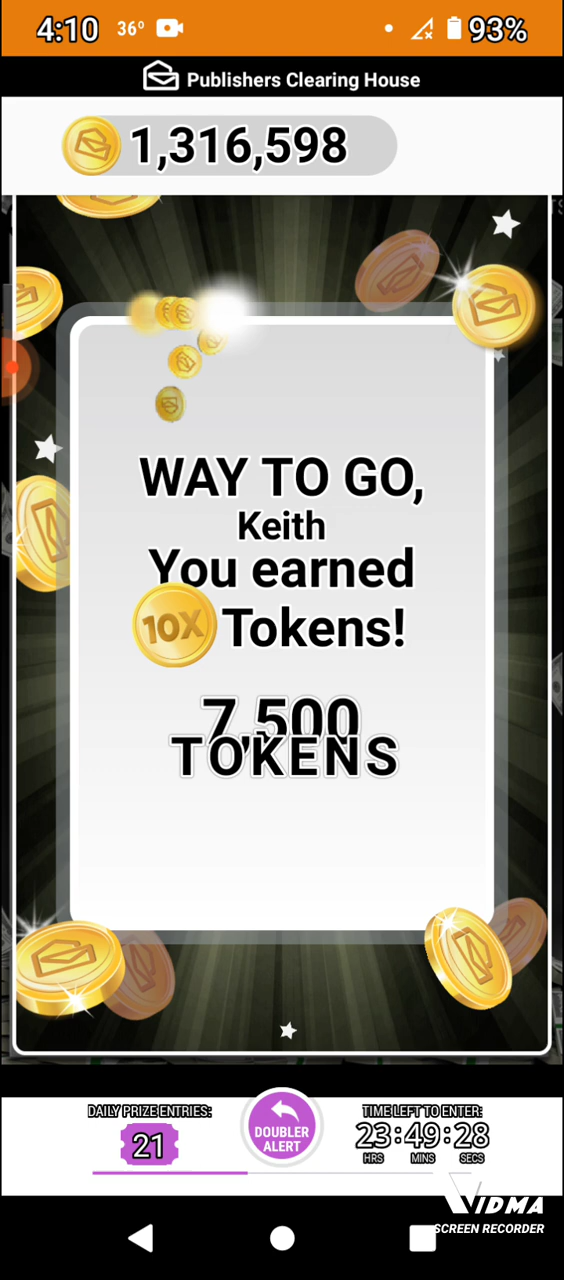 4:10 36° 93%
Publishers Clearing House
1,316,598
WAY TO GO,
Keith
You earned
10X Tokens!
7,500
TOKENS
DAILY PRIZE ENTRIES:
21
DOUBLER
ALERT
TIME LEFT TO ENTER:
23:49:28
HRS MINS SECS
VIDMA
SCREEN RECORDER